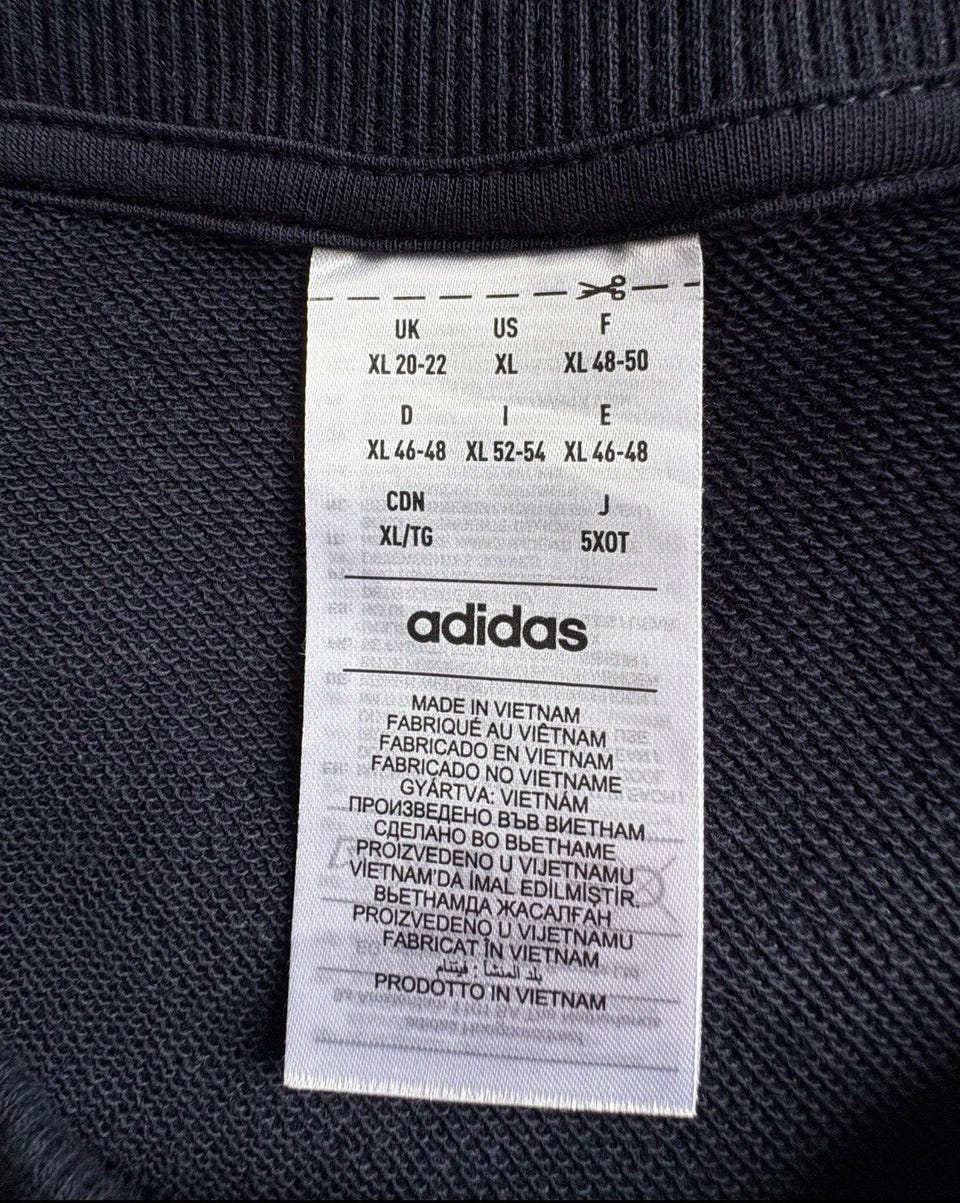 UK US F
XL 20-22 XL XL 48-50
D I E
XL 46-48 XL 52-54 XL 46-48
CDN J
XL/TG 5XOT
adidas
MADE IN VIETNAM
FABRIQUÉ AU VIÊTNAM
FABRICADO EN VIETNAM
FABRICADO NO VIETNAME
GYÁRTVA: VIETNÁM
ПРОИЗВЕДЕНО ВЪВ ВИЕТНАМ
СДЕЛАНО ВО ВЬЕТНАМЕ
PROIZVEDENO U VIJETNAMU
VİETNAM'DA İMAL EDİLMİŞTİR.
ВЬЕТНАМДА ЖАСАЛҒАН
PROIZVEDENO U VIJETNAMU
FABRICAT ÎN VIETNAM
بلد المنشأ : فيتنام
PRODOTTO IN VIETNAM